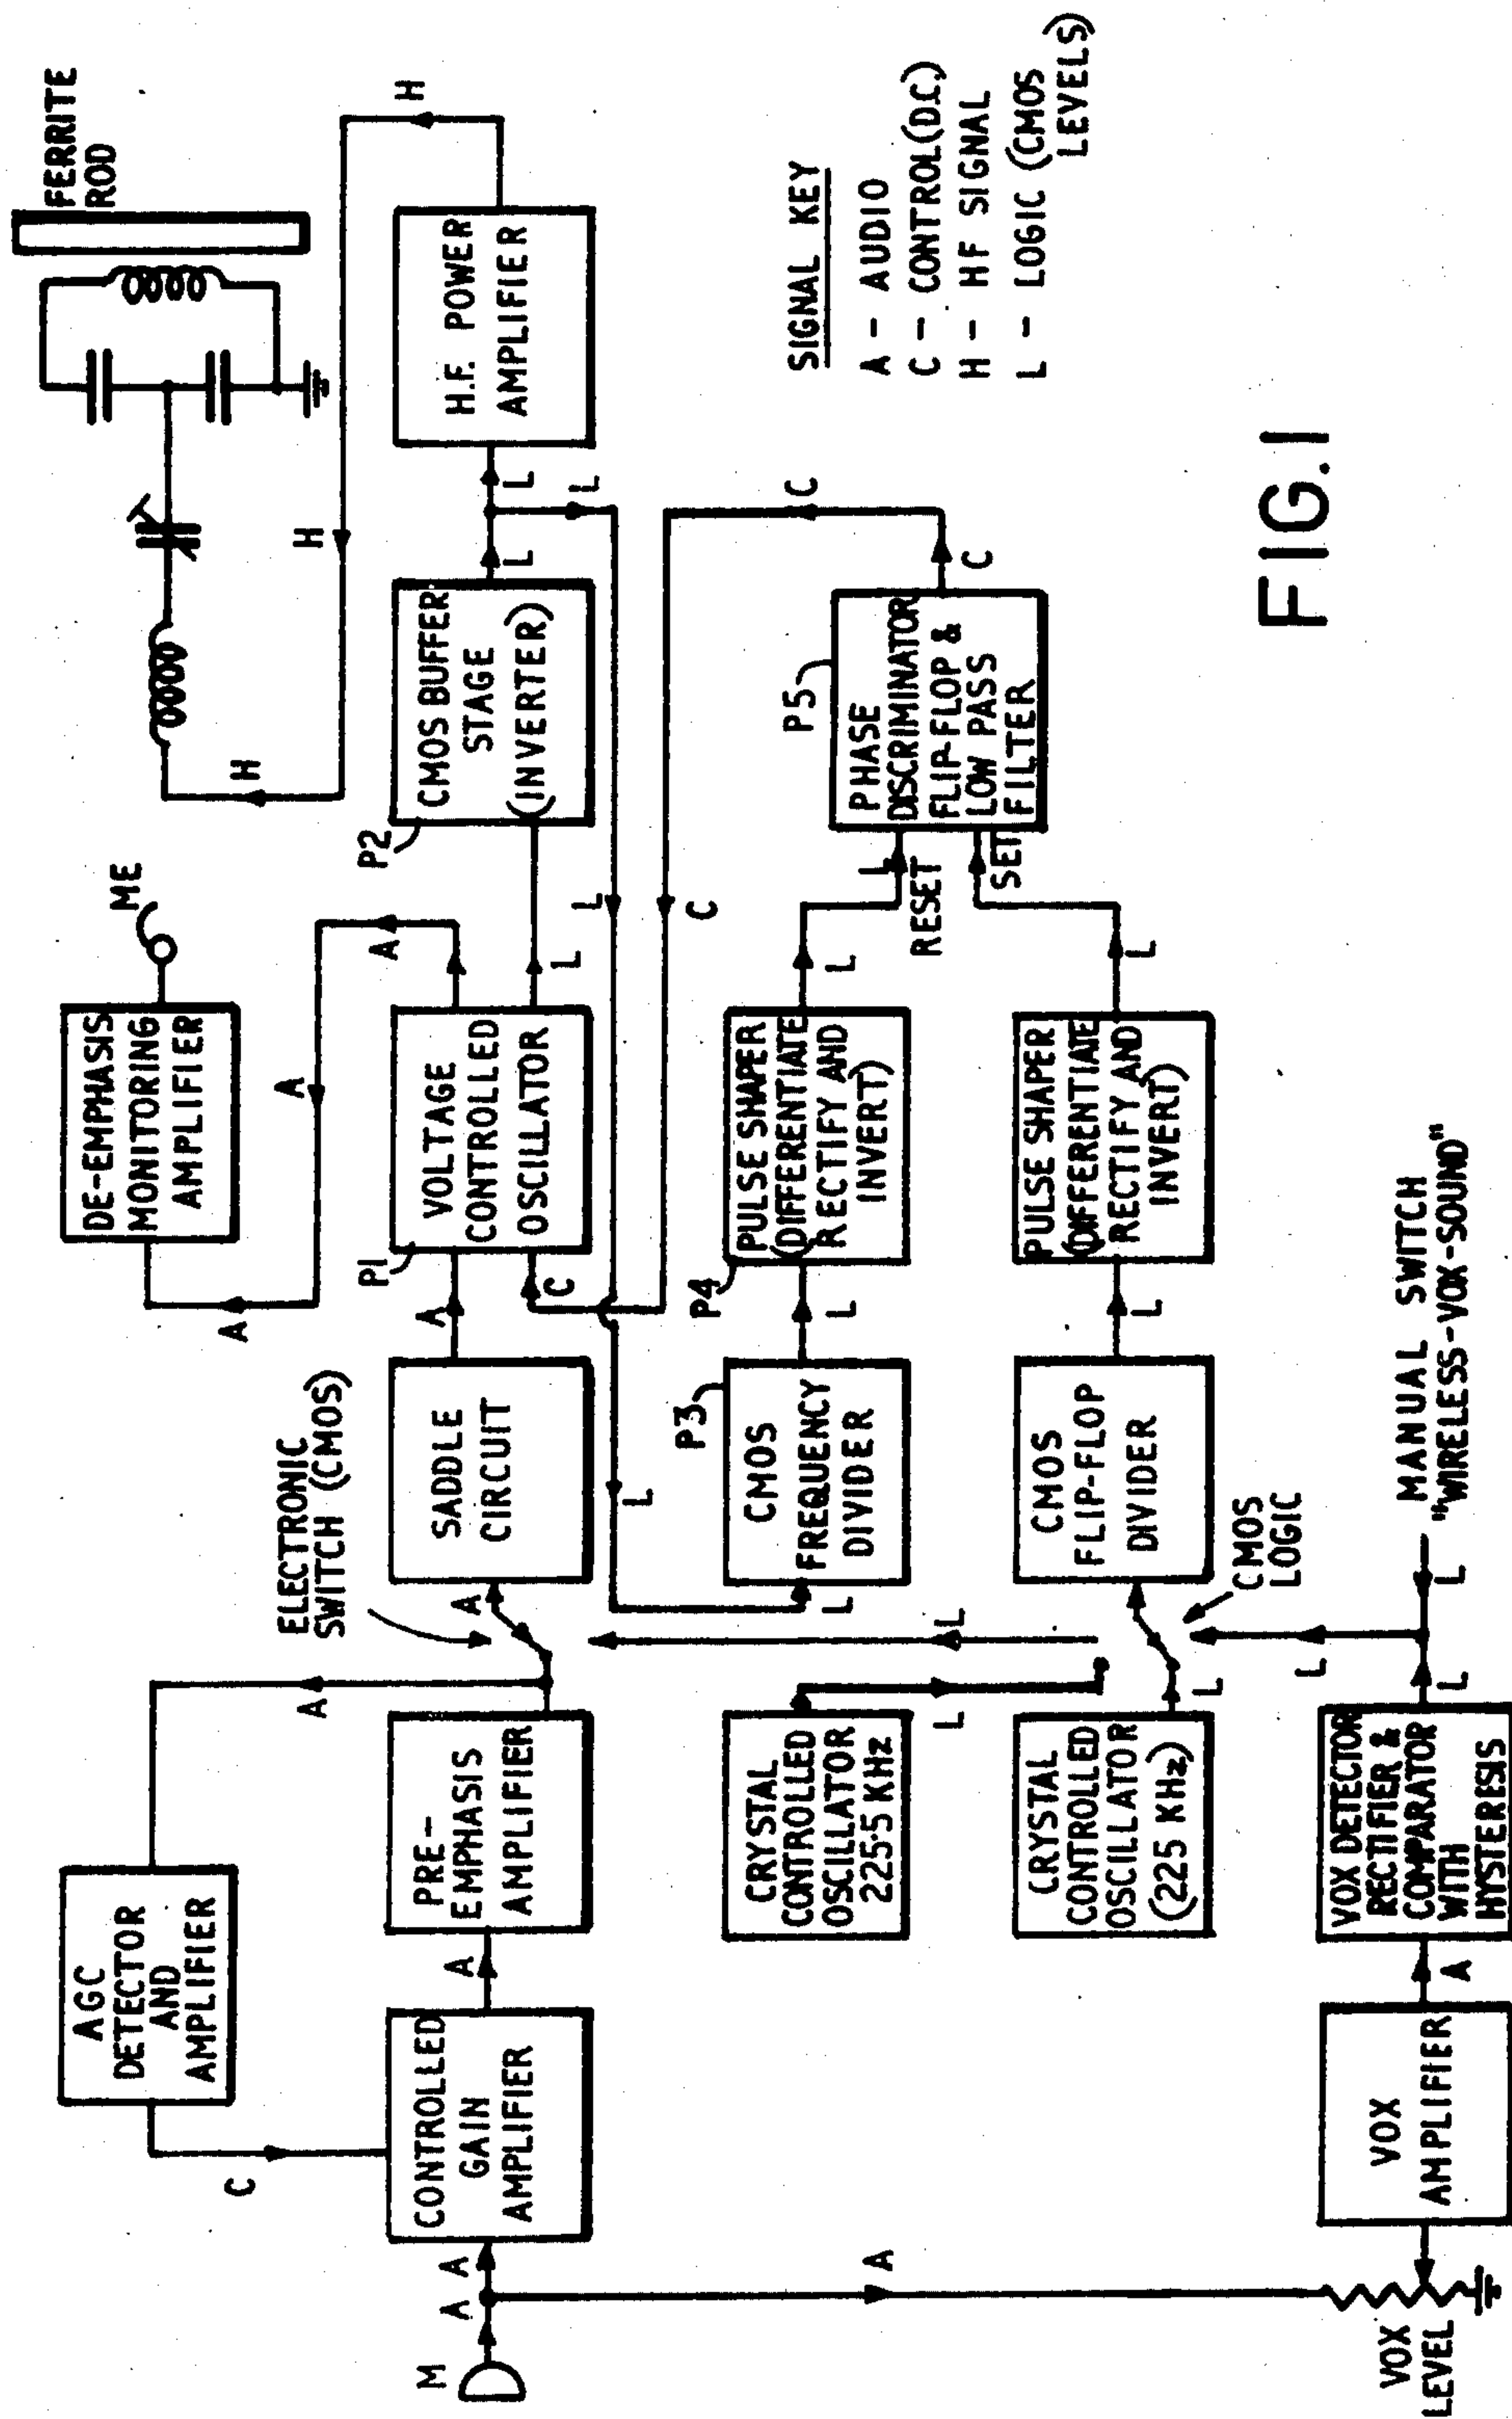 FERRITE
ROD
H
H
H
ME
DE-EMPHASIS
MONITORING
AMPLIFIER
A
A
A
AGC
DETECTOR
AND
AMPLIFIER
C
A
ELECTRONIC
SWITCH (CMOS)
M
A
A
CONTROLLED
GAIN
AMPLIFIER
A
PRE-
EMPHASIS
AMPLIFIER
A
SADDLE
CIRCUIT
A
C
P1
VOLTAGE
CONTROLLED
OSCILLATOR
L
P2
CMOS BUFFER
STAGE
(INVERTER)
L
L
L
H.F. POWER
AMPLIFIER
L
L
C
C
CRYSTAL
CONTROLLED
OSCILLATOR
225·5 KHz
L
L
L
P3
CMOS
FREQUENCY
DIVIDER
L
P4
PULSE SHAPER
(DIFFERENTIATE
RECTIFY AND
INVERT)
L
L
RESET
SET
P5
PHASE
DISCRIMINATOR
FLIP-FLOP &
LOW PASS
FILTER
C
CRYSTAL
CONTROLLED
OSCILLATOR
(225 KHz)
L
CMOS
FLIP-FLOP
DIVIDER
L
PULSE SHAPER
(DIFFERENTIATE
RECTIFY AND
INVERT)
L
CMOS
LOGIC
A
VOX
LEVEL
VOX
AMPLIFIER
A
VOX DETECTOR
RECTIFIER &
COMPARATOR
WITH
HYSTERESIS
L
L
L
MANUAL SWITCH
"WIRELESS-VOX-SOUND"
SIGNAL KEY
A - AUDIO
C - CONTROL(D.C.)
H - HF SIGNAL
L - LOGIC (CMOS
LEVELS)
FIG.1